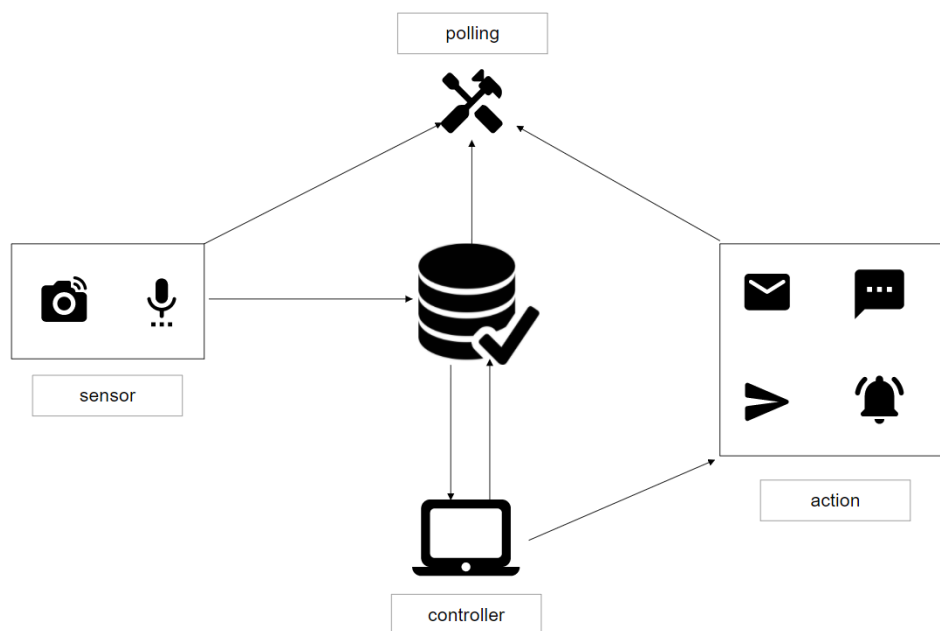 polling
sensor
action
controller